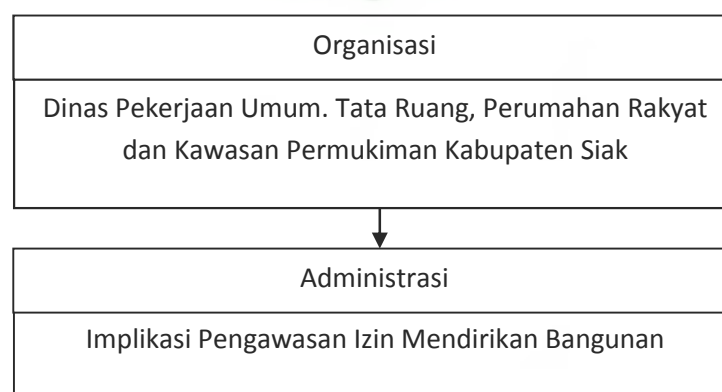 Organisasi
Dinas Pekerjaan Umum. Tata Ruang, Perumahan Rakyat
dan Kawasan Permukiman Kabupaten Siak
Administrasi
Implikasi Pengawasan Izin Mendirikan Bangunan